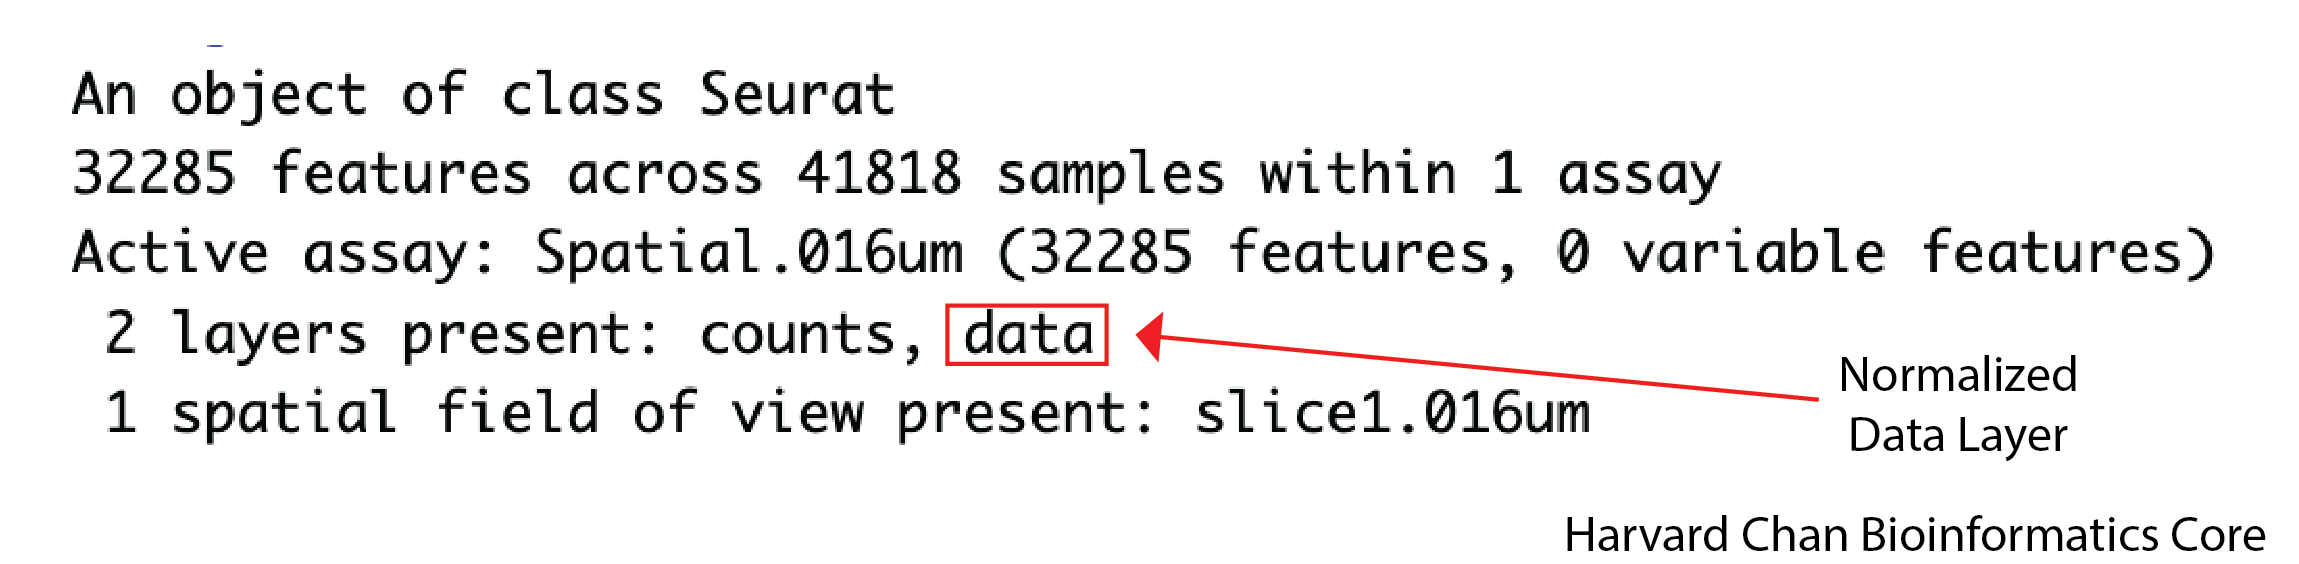 An object of class Seurat
32285 features across 41818 samples within 1 assay
Active assay: Spatial.016um (32285 features, 0 variable features)
2 layers present: counts, data
1 spatial field of view present: slice1.016um
Normalized
Data Layer
Harvard Chan Bioinformatics Core